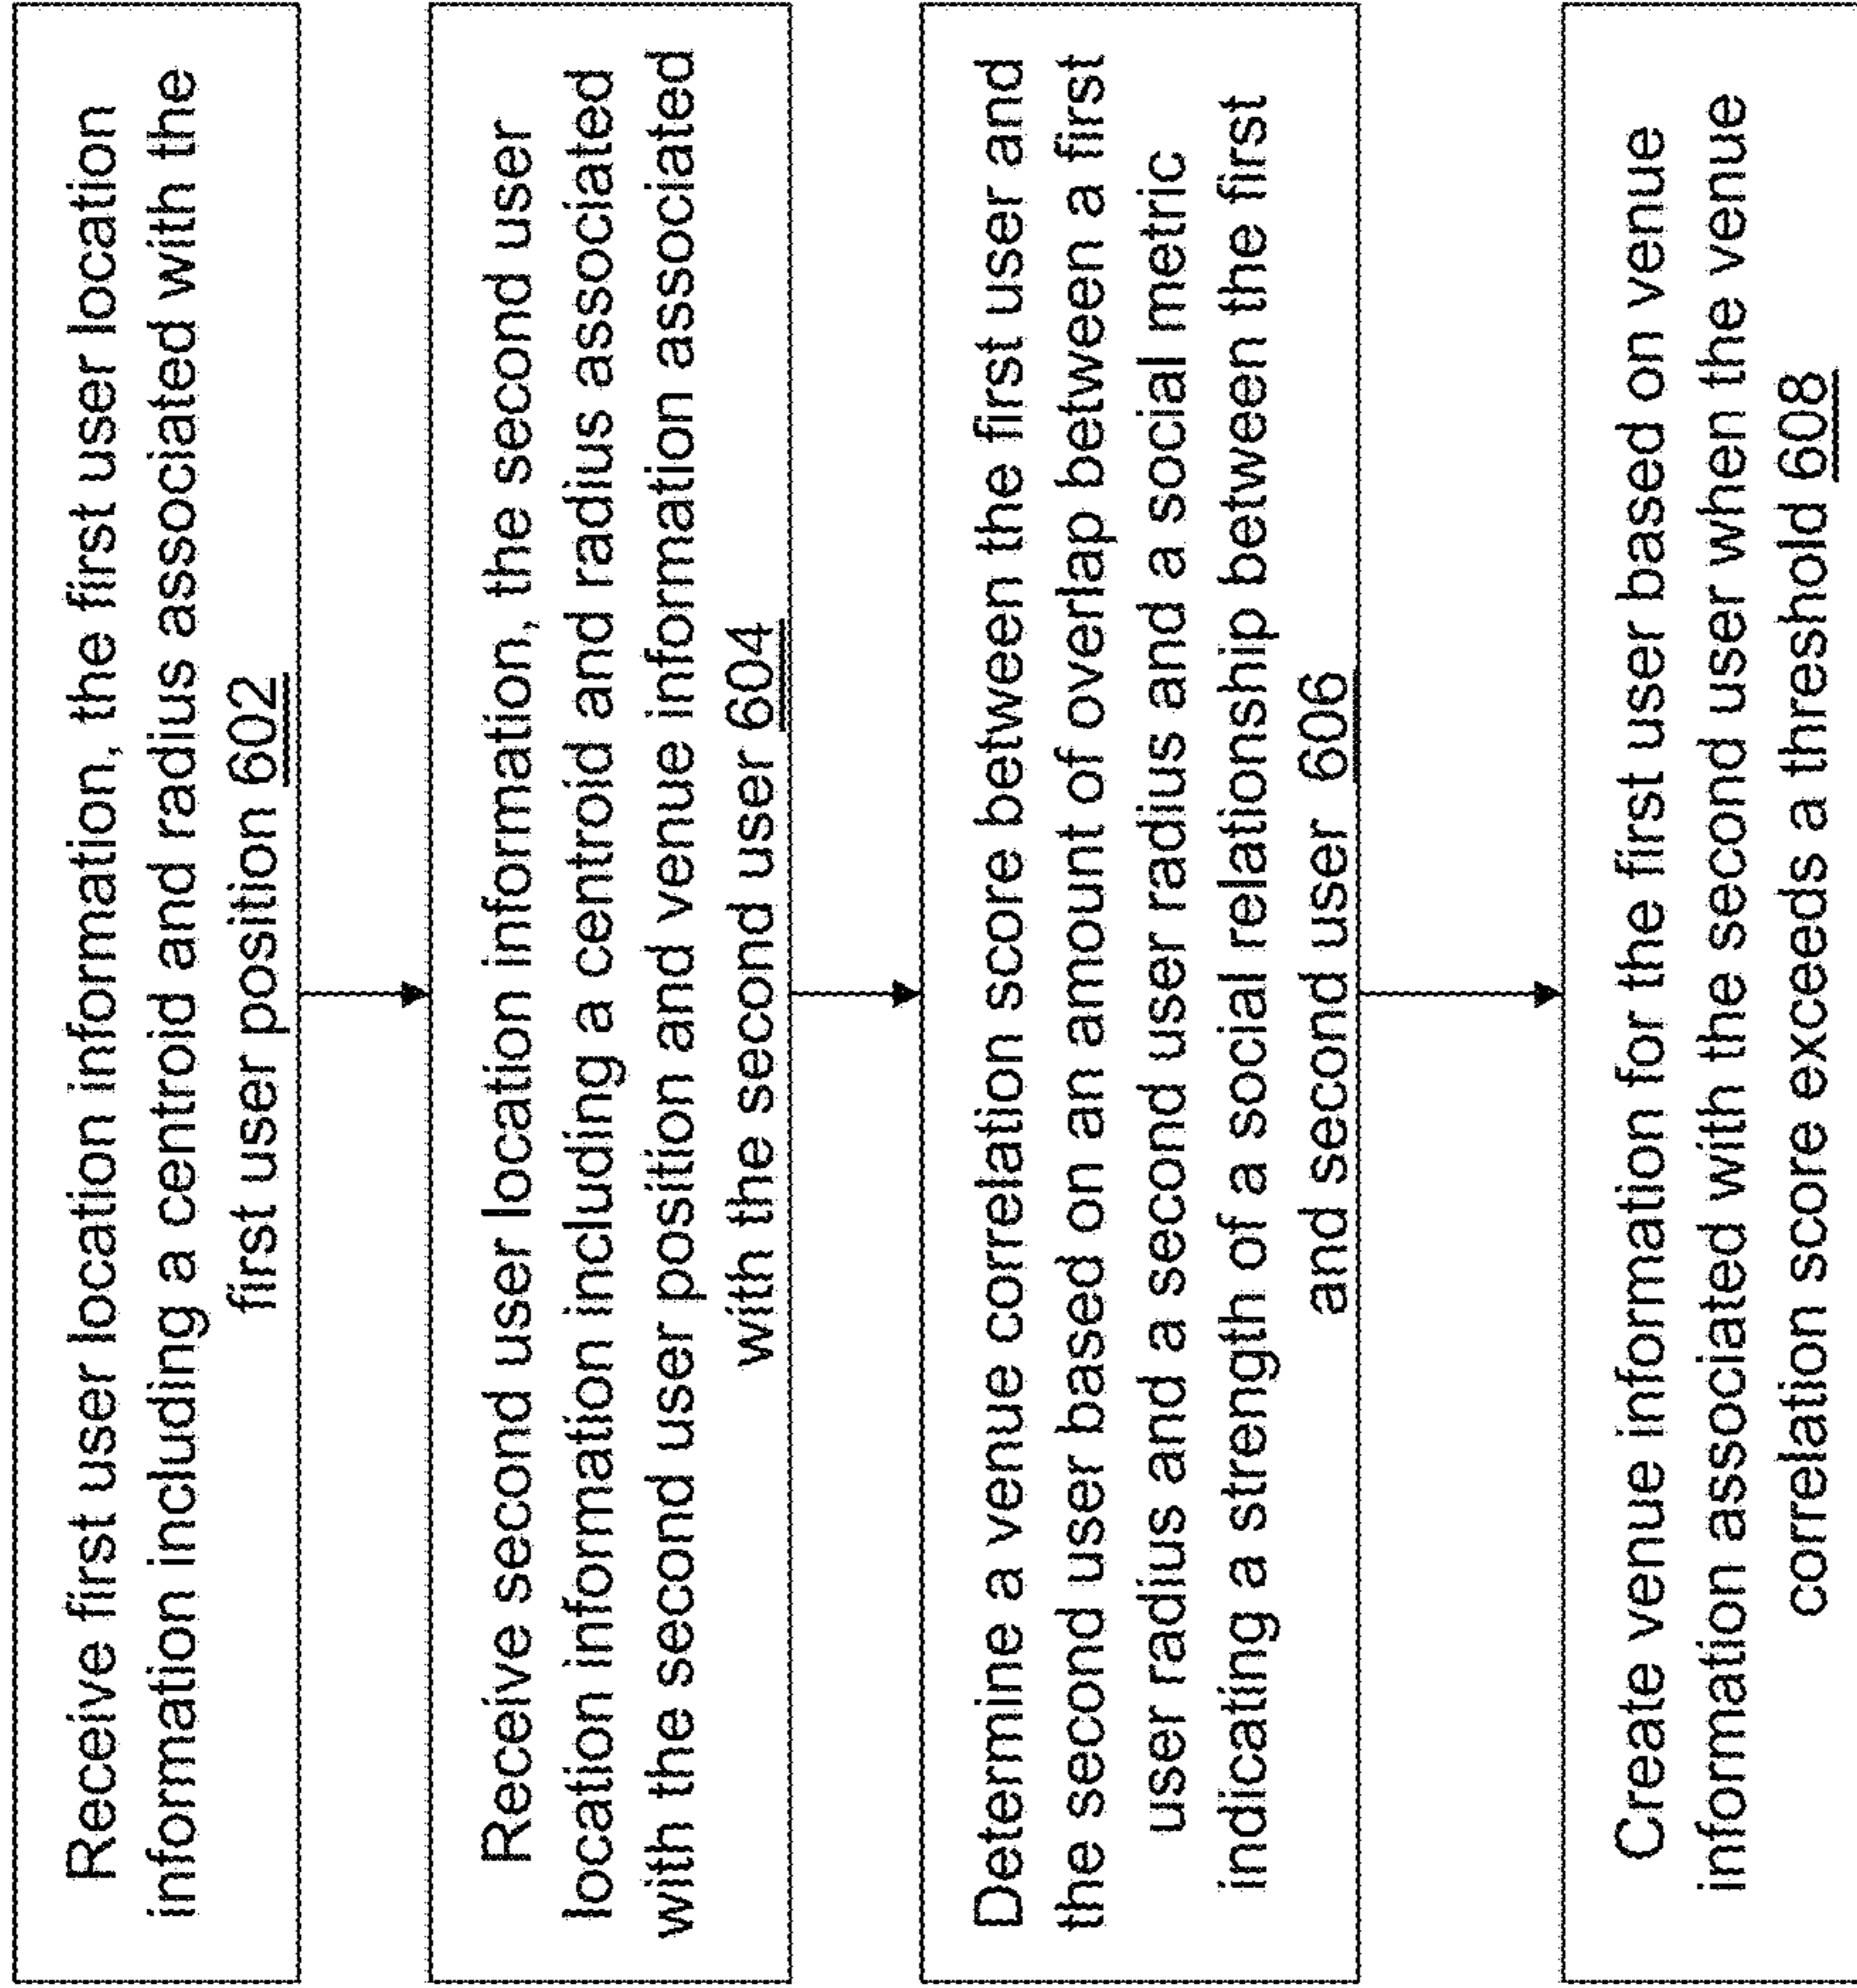 Receive first user location information, the first user location
information including a centroid and radius associated with the
first user position 602
Receive second user location information, the second user
location information including a centroid and radius associated
with the second user position and venue information associated
with the second user 604
Determine a venue correlation score between the first user and
the second user based on an amount of overlap between a first
user radius and a second user radius and a social metric
indicating a strength of a social relationship between the first
and second user 606
Create venue information for the first user based on venue
information associated with the second user when the venue
correlation score exceeds a threshold 608